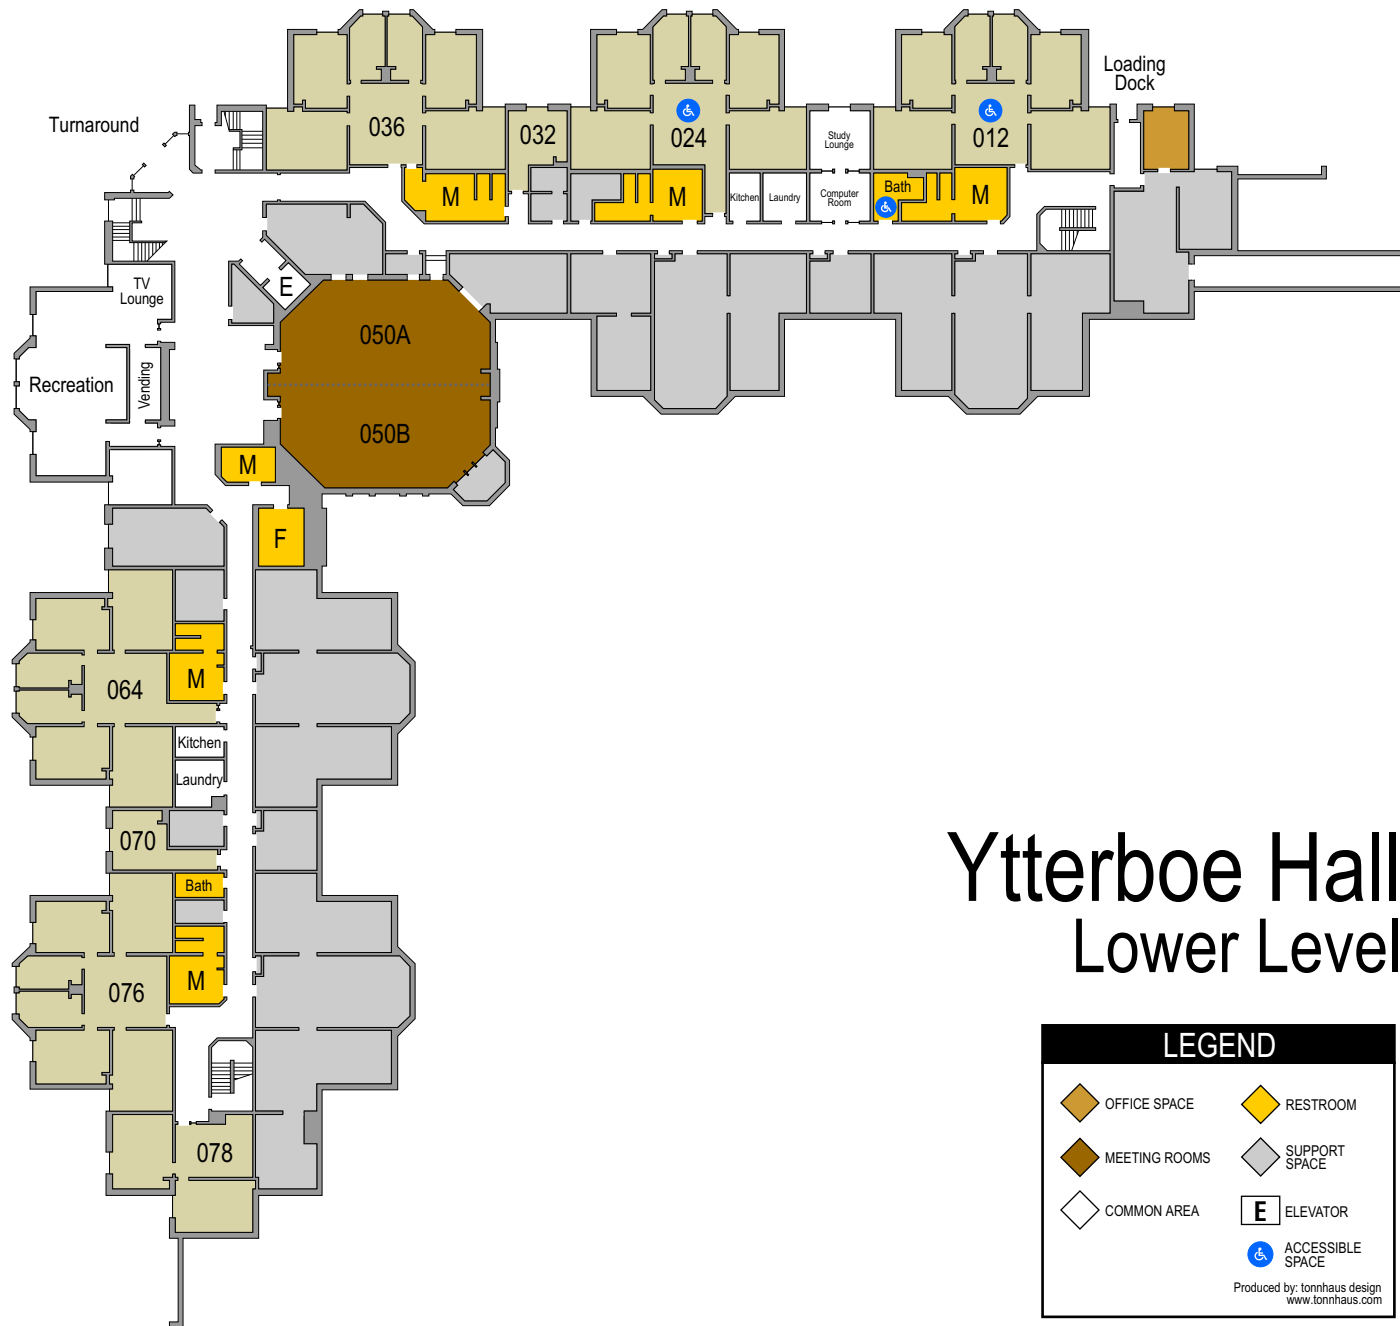 Loading
Dock
Turnaround
036
032
024
Study
Lounge
012
M
M
Kitchen
Laundry
Computer
Room
Bath
M
TV
Lounge
E
050A
Recreation
Vending
050B
M
F
064
M
Kitchen
Laundry
070
Bath
076
M
078
Ytterboe Hall
Lower Level
LEGEND
OFFICE SPACE
RESTROOM
MEETING ROOMS
SUPPORT
SPACE
COMMON AREA
E ELEVATOR
ACCESSIBLE
SPACE
Produced by: tonnhaus design
www.tonnhaus.com